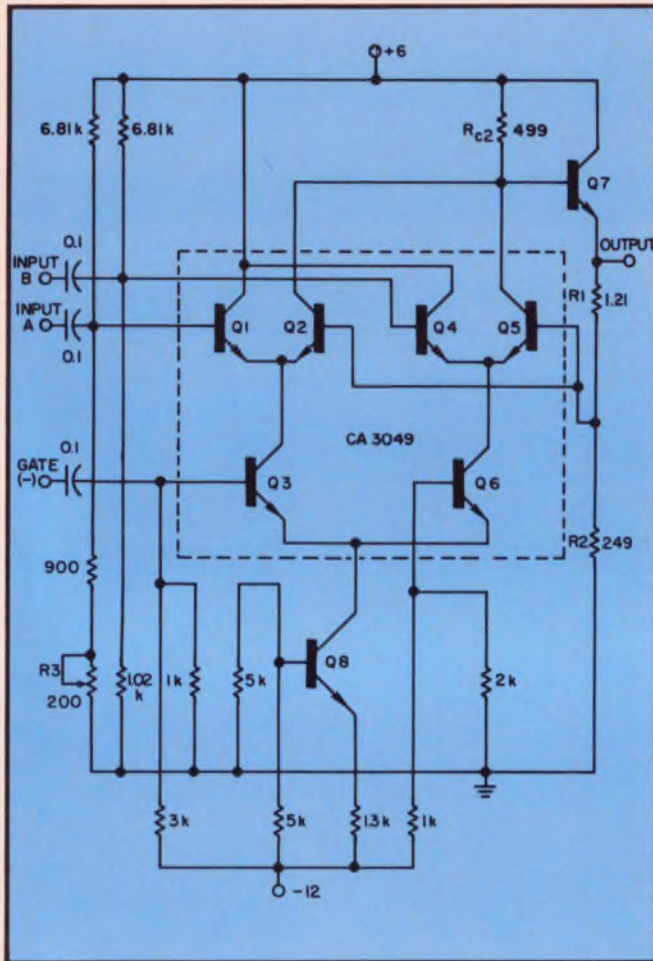 +6
6.81k 6.81k
Rc2 499
Q7
0.1
INPUT
B
OUTPUT
INPUT
A
0.1
R1 1.21
Q1 Q2 Q4 Q5
CA 3049
0.1
GATE
(-)
Q3 Q6
R2 249
900
Q8
R3
200
1.02
k
1k 5k 2k
3k 5k 1.3k 1k
-12